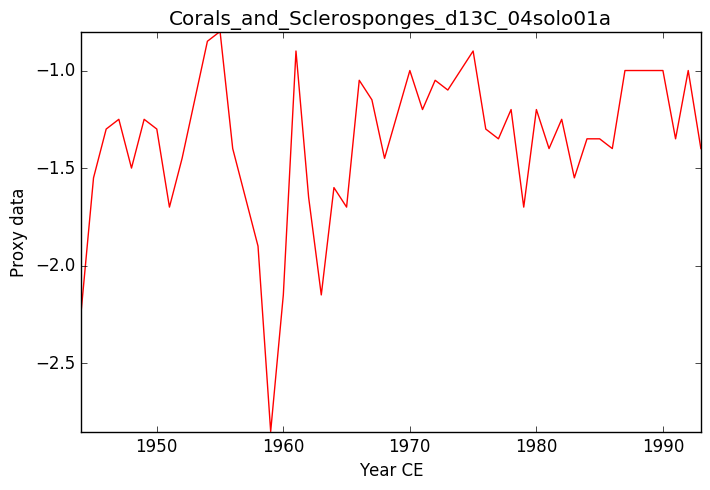 Corals_and_Sclerosponges_d13C_04solo01a
−1.0
−1.5
−2.0
−2.5
Proxy data
1950 1960 1970 1980 1990
Year CE